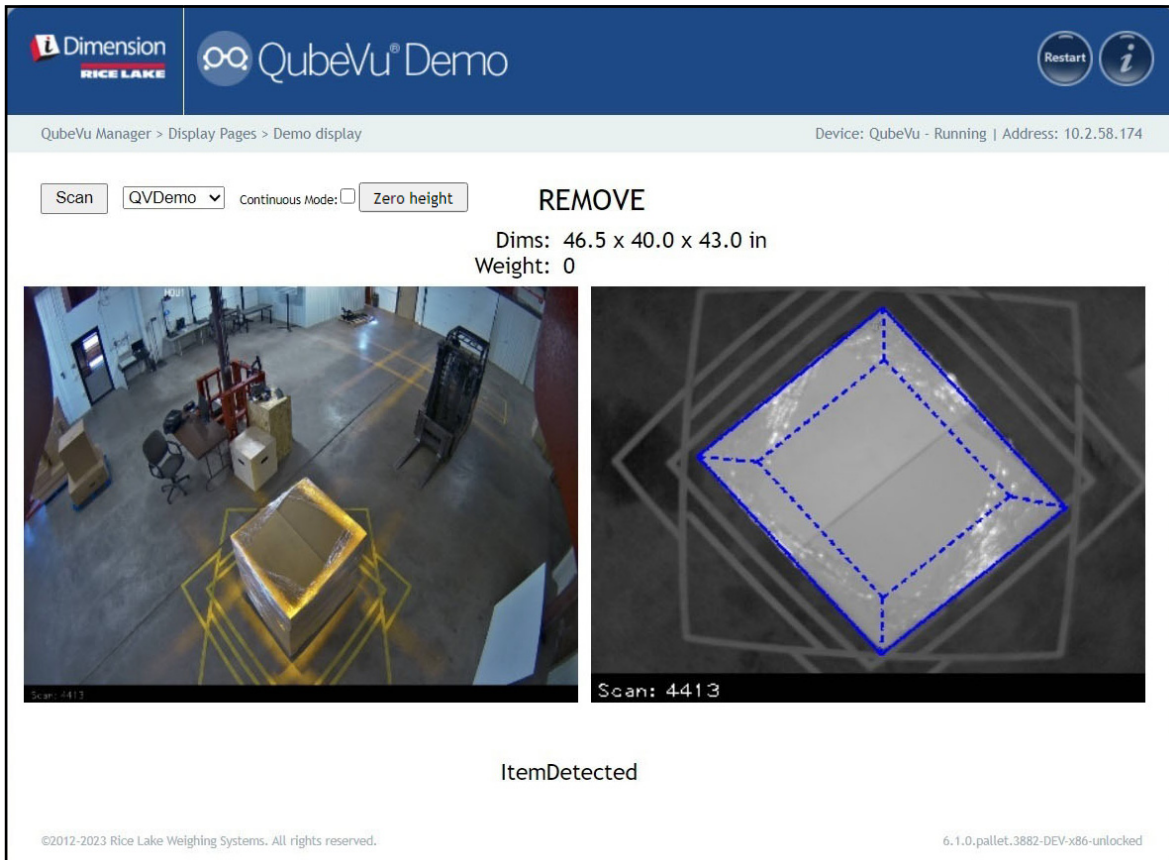 iDimension
RICE LAKE
QubeVu® Demo
Restart
i
QubeVu Manager > Display Pages > Demo display
Device: QubeVu - Running | Address: 10.2.58.174
Scan
QVDemo
Continuous Mode:
Zero height
REMOVE
Dims: 46.5 x 40.0 x 43.0 in
Weight: 0
Scan: 4413
Scan: 4413
ItemDetected
©2012-2023 Rice Lake Weighing Systems. All rights reserved.
6.1.0.pallet.3882-DEV-x86-unlocked